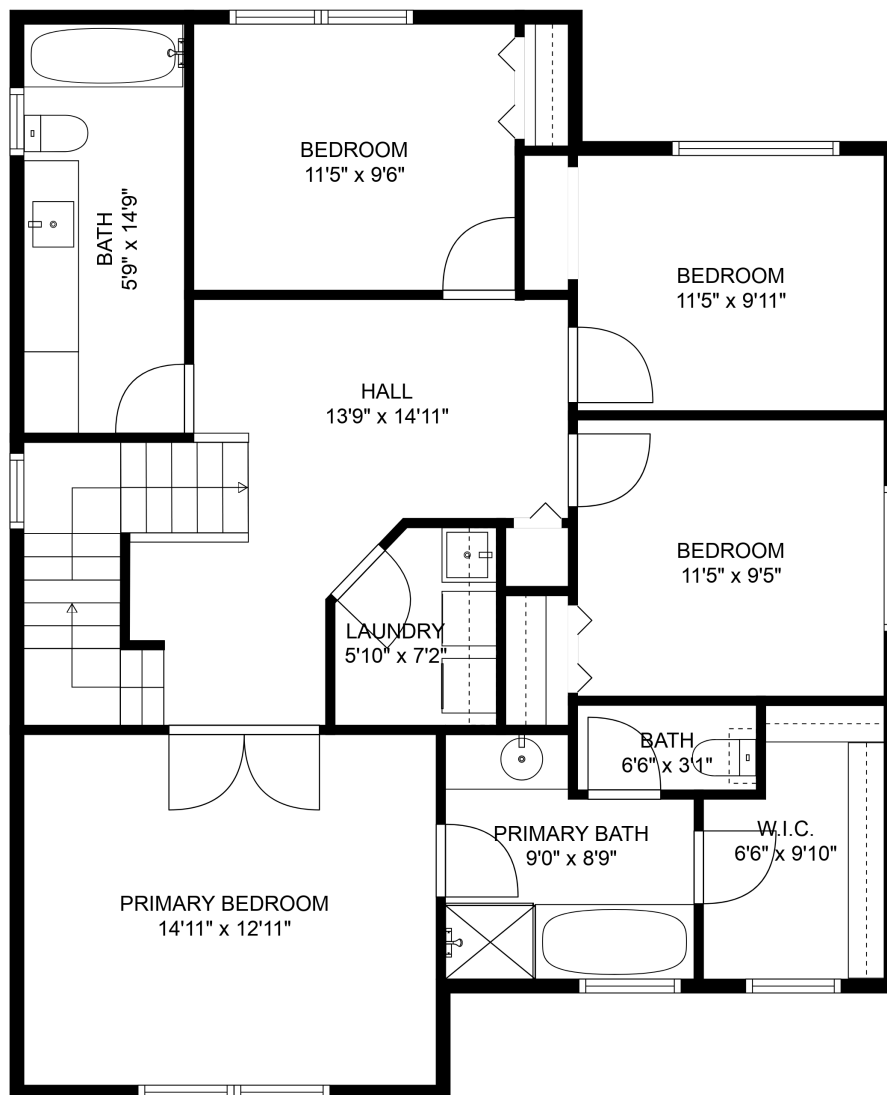 BEDROOM
11'5" x 9'6"
BATH
5'9" x 14'9"
BEDROOM
11'5" x 9'11"
HALL
13'9" x 14'11"
BEDROOM
11'5" x 9'5"
LAUNDRY
5'10" x 7'2"
BATH
6'6" x 3'1"
PRIMARY BATH
9'0" x 8'9"
W.I.C.
6'6" x 9'10"
PRIMARY BEDROOM
14'11" x 12'11"